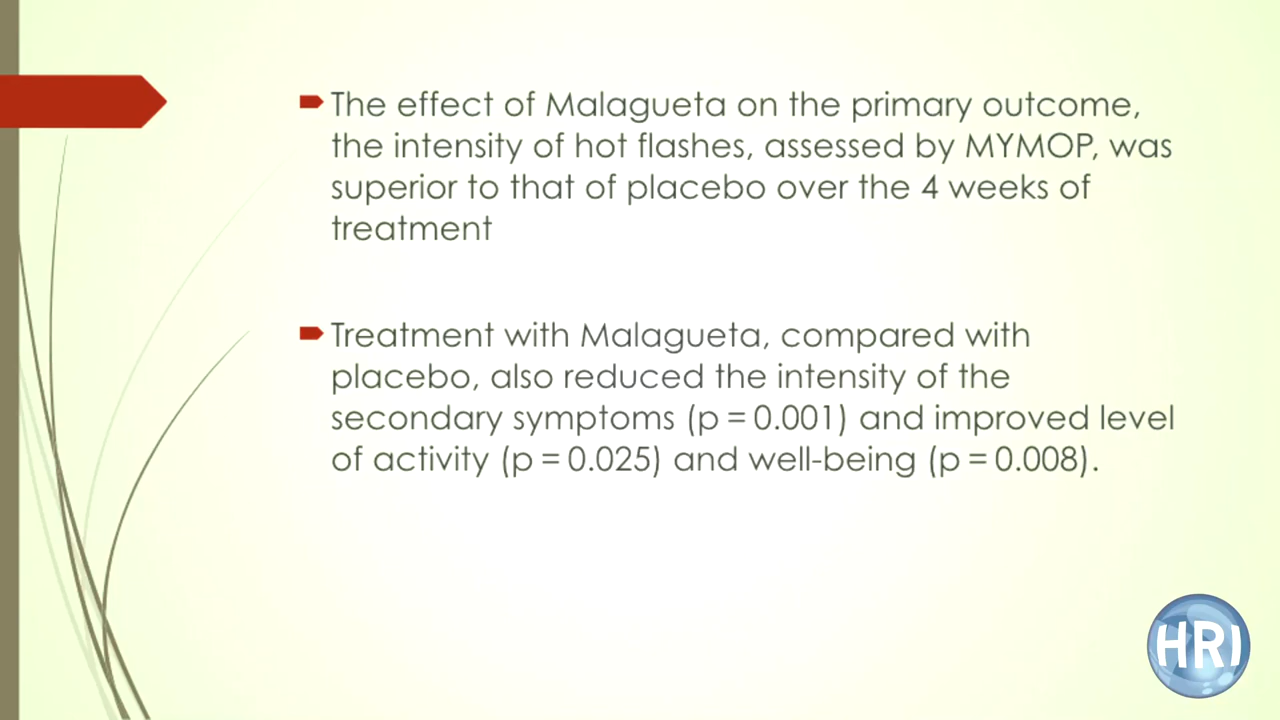 The effect of Malagueta on the primary outcome,
the intensity of hot flashes, assessed by MYMOP, was
superior to that of placebo over the 4 weeks of
treatment
Treatment with Malagueta, compared with
placebo, also reduced the intensity of the
secondary symptoms (p = 0.001) and improved level
of activity (p = 0.025) and well-being (p = 0.008).
HRI